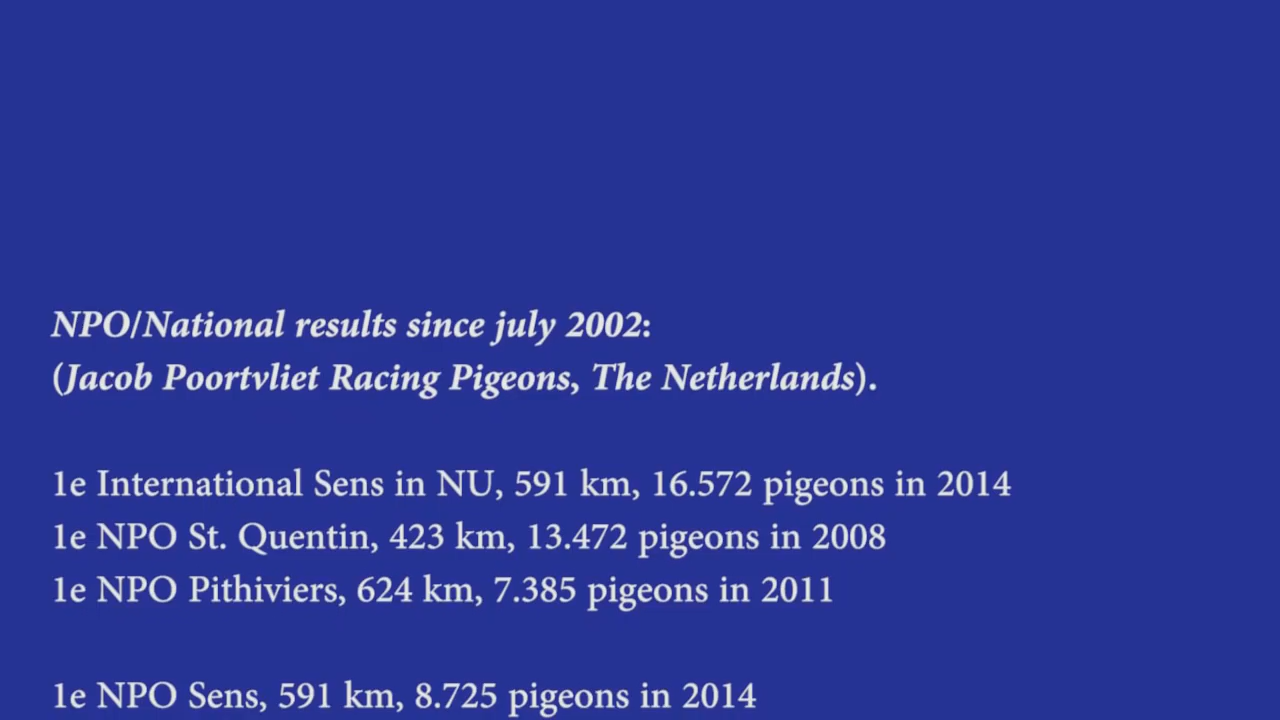 NPO/National results since july 2002:
(Jacob Poortvliet Racing Pigeons, The Netherlands).
1e International Sens in NU, 591 km, 16.572 pigeons in 2014
1e NPO St. Quentin, 423 km, 13.472 pigeons in 2008
1e NPO Pithiviers, 624 km, 7.385 pigeons in 2011
1e NPO Sens, 591 km, 8.725 pigeons in 2014